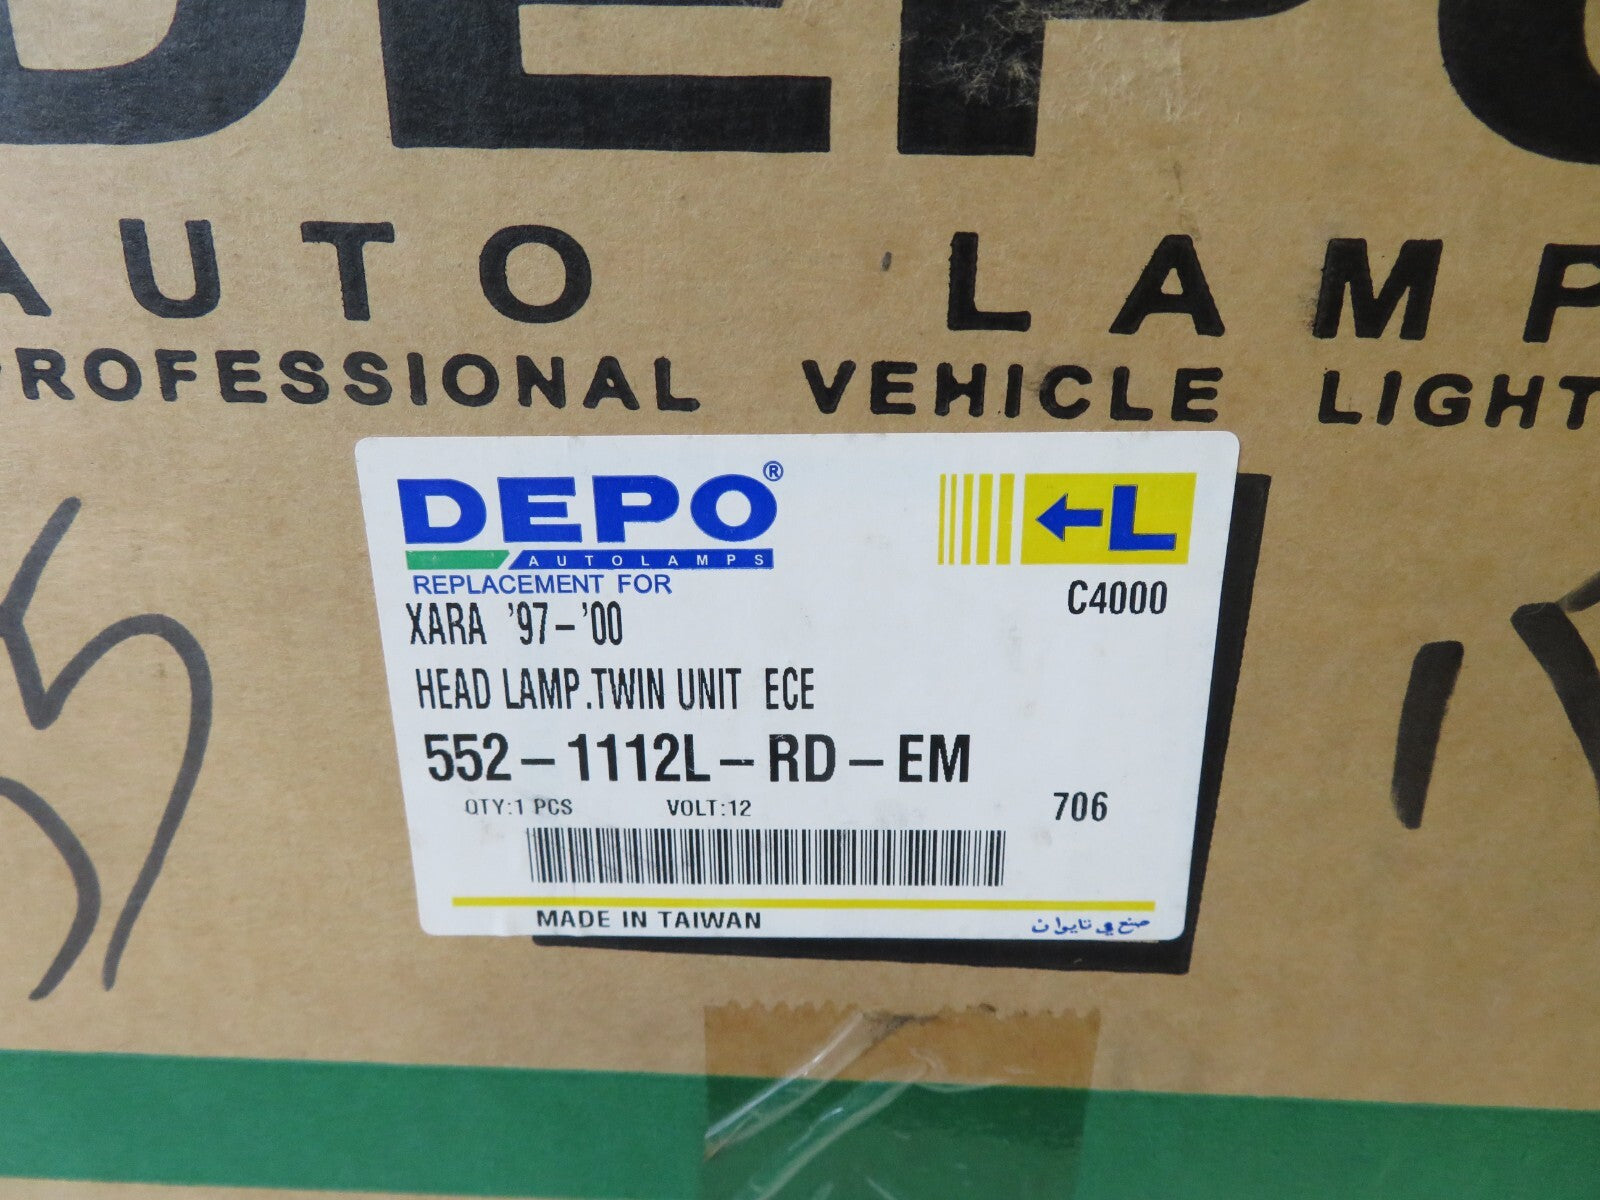 DEPO
AUTO LAMP
PROFESSIONAL VEHICLE LIGHT
DEPO®
AUTOLAMPS
L
REPLACEMENT FOR
C4000
XARA '97-'00
HEAD LAMP.TWIN UNIT ECE
552-1112L-RD-EM
QTY:1 PCS VOLT:12
706
MADE IN TAIWAN
صنع في تايوان